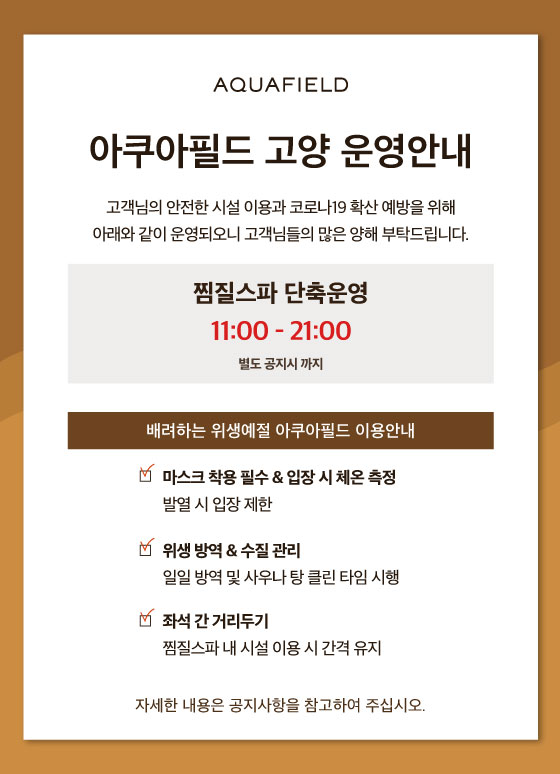 AQUAFIELD
아쿠아필드 고양 운영안내
고객님의 안전한 시설 이용과 코로나19 확산 예방을 위해
아래와 같이 운영되오니 고객님들의 많은 양해 부탁드립니다.
찜질스파 단축운영
11:00 - 21:00
별도 공지시 까지
배려하는 위생예절 아쿠아필드 이용안내
마스크 착용 필수 & 입장 시 체온 측정
발열 시 입장 제한
위생 방역 & 수질 관리
일일 방역 및 사우나 탕 클린 타임 시행
좌석 간 거리두기
찜질스파 내 시설 이용 시 간격 유지
자세한 내용은 공지사항을 참고하여 주십시오.